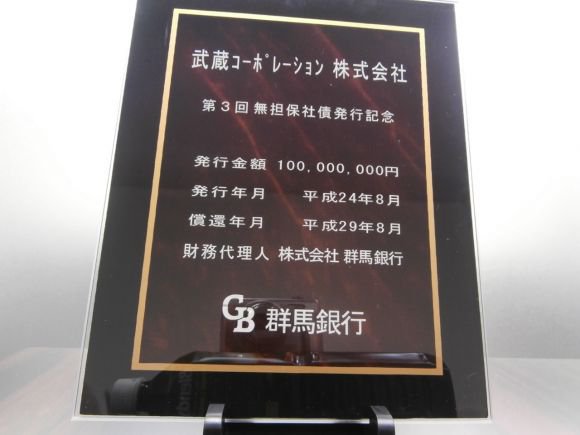 武蔵ｺｰﾎﾟﾚｰｼｮﾝ 株式会社
第３回 無担保社債発行記念
発行金額 100,000,000円
発行年月 平成24年8月
償還年月 平成29年8月
財務代理人 株式会社 群馬銀行
GB 群馬銀行